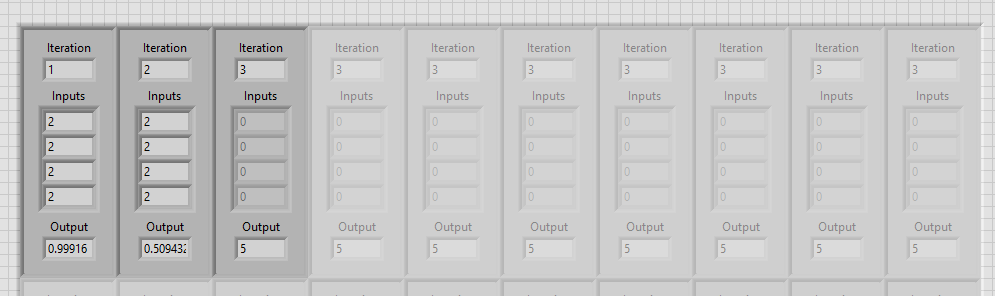 Iteration Iteration Iteration Iteration Iteration Iteration Iteration Iteration Iteration Iteration
1 2 3 3 3 3 3 3 3 3
Inputs Inputs Inputs Inputs Inputs Inputs Inputs Inputs Inputs Inputs
2 2 0 0 0 0 0 0 0 0
2 2 0 0 0 0 0 0 0 0
2 2 0 0 0 0 0 0 0 0
2 2 0 0 0 0 0 0 0 0
Output Output Output Output Output Output Output Output Output Output
0.99916 0.509432 5 5 5 5 5 5 5 5